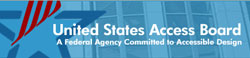 United States Access Board
A Federal Agency Committed to Accessible Design